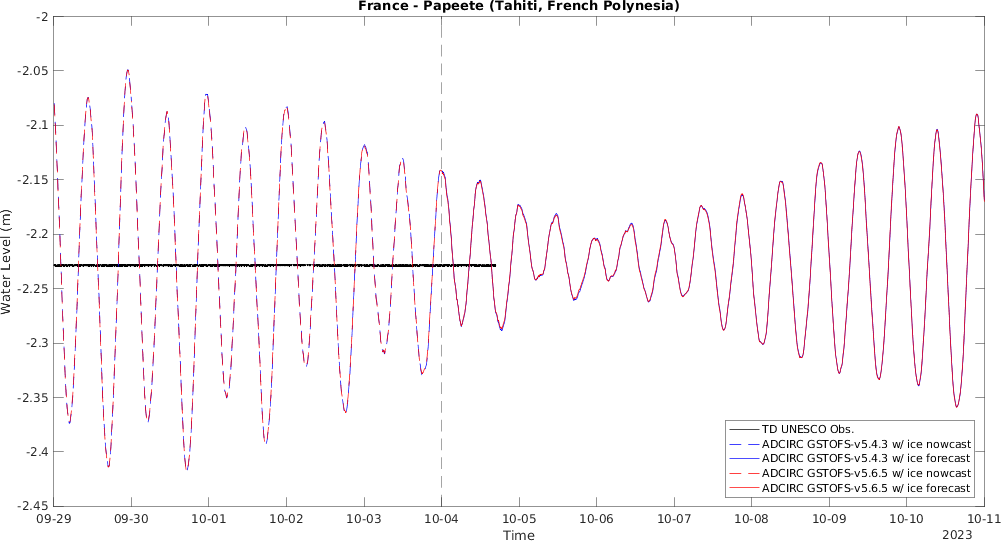 France - Papeete (Tahiti, French Polynesia)
-2
-2.05
-2.1
-2.15
-2.2
-2.25
-2.3
-2.35
-2.4
-2.45
Water Level (m)
TD UNESCO Obs.
ADCIRC GSTOFS-v5.4.3 w/ ice nowcast
ADCIRC GSTOFS-v5.4.3 w/ ice forecast
ADCIRC GSTOFS-v5.6.5 w/ ice nowcast
ADCIRC GSTOFS-v5.6.5 w/ ice forecast
09-29 09-30 10-01 10-02 10-03 10-04 10-05 10-06 10-07 10-08 10-09 10-10 10-11
Time
2023